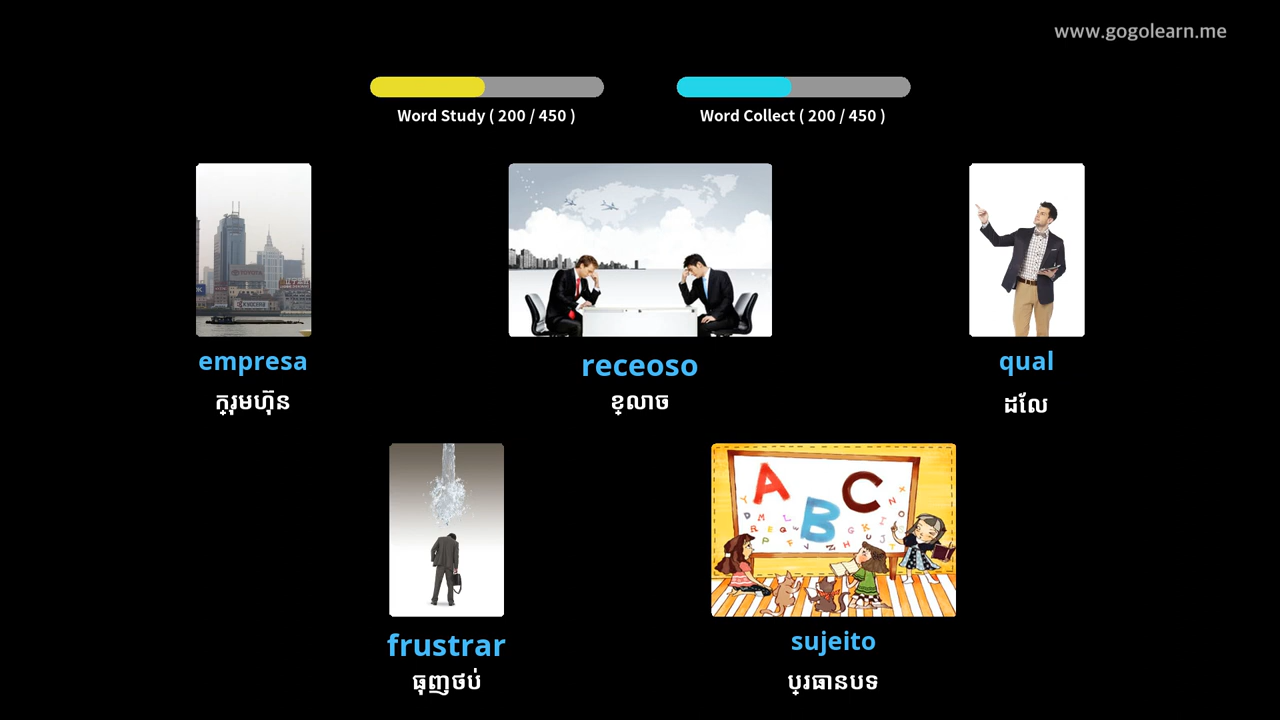 www.gogolearn.me
Word Study ( 200 / 450 )
Word Collect ( 200 / 450 )
TOYOTA
empresa
ក្រុមហ៊ុន
receoso
ខ្លាច
qual
ដែល
A B C
frustrar
ធុញថប់
sujeito
ប្រធានបទ